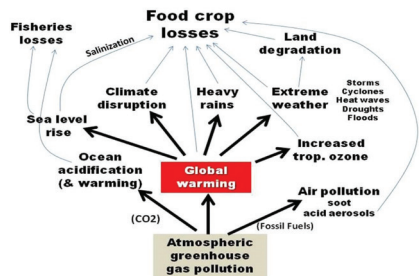 Food crop
losses
Fisheries
losses
Land
degradation
Salinization
Climate
disruption
Heavy
rains
Extreme
weather
Storms
Cyclones
Heat waves
Droughts
Floods
Sea level
rise
Increased
trop. ozone
Ocean
acidification
(& warming)
Global
warming
Air pollution
soot
acid aerosols
(CO2)
(Fossil Fuels)
Atmospheric
greenhouse
gas pollution